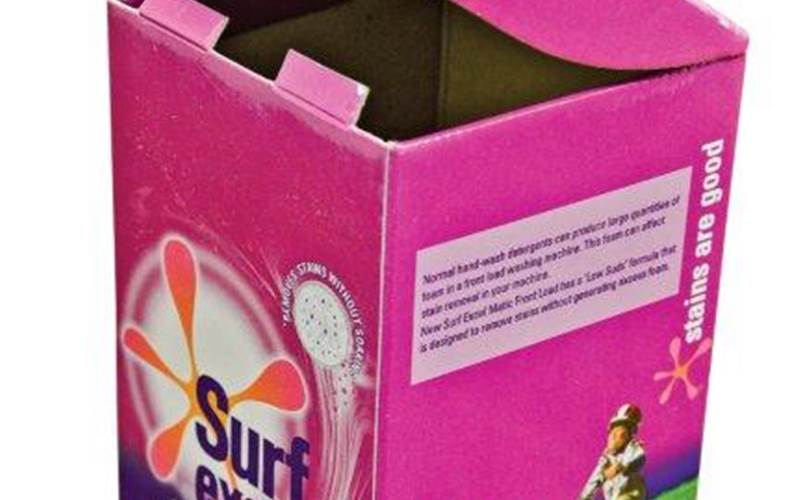 "REMOVES STAINS WITHOUT SOAKING"
Surf
exc
Normal hand-wash detergents can produce large quantities of
foam in a front load washing machine. This foam can affect
stain removal in your machine.
New Surf Excel Matic Front Load has a 'Low Suds' formula that
is designed to remove stains without generating excess foam.
stains are good